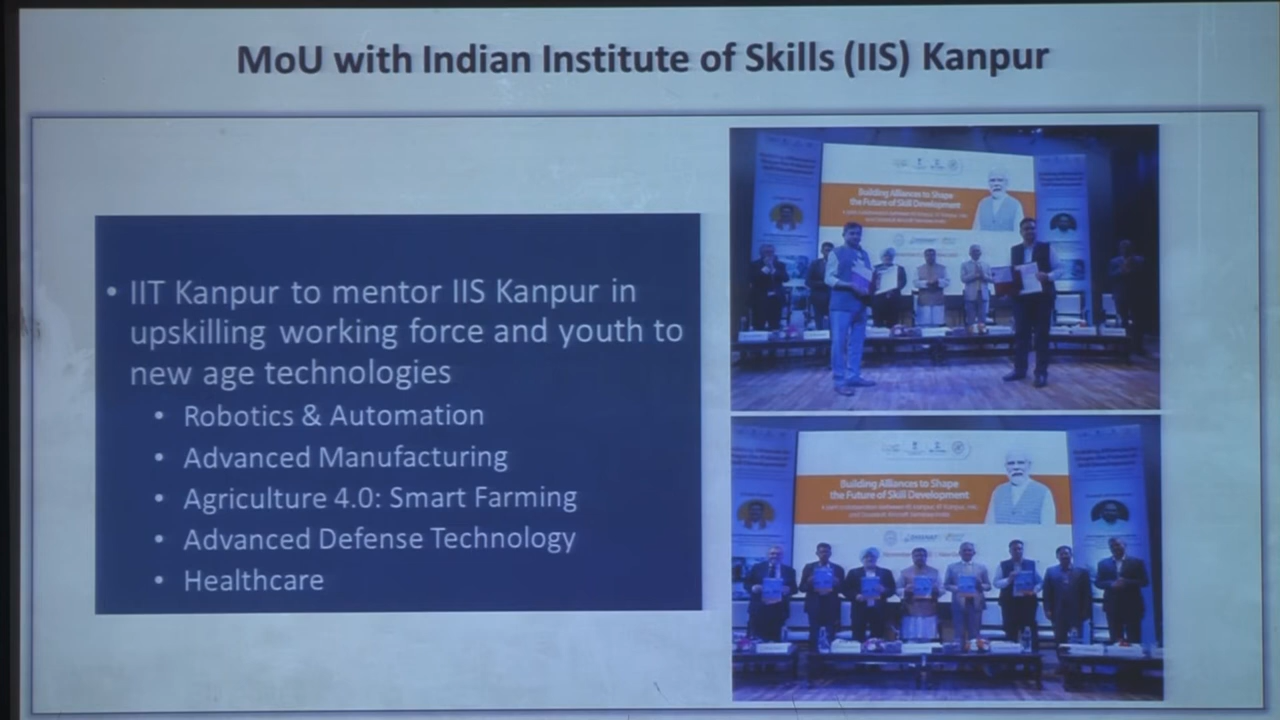 MoU with Indian Institute of Skills (IIS) Kanpur
• IIT Kanpur to mentor IIS Kanpur in
upskilling working force and youth to
new age technologies
• Robotics & Automation
• Advanced Manufacturing
• Agriculture 4.0: Smart Farming
• Advanced Defense Technology
• Healthcare
Building Alliances to Shape
the Future of Skill Development
Building Alliances to Shape
the Future of Skill Development